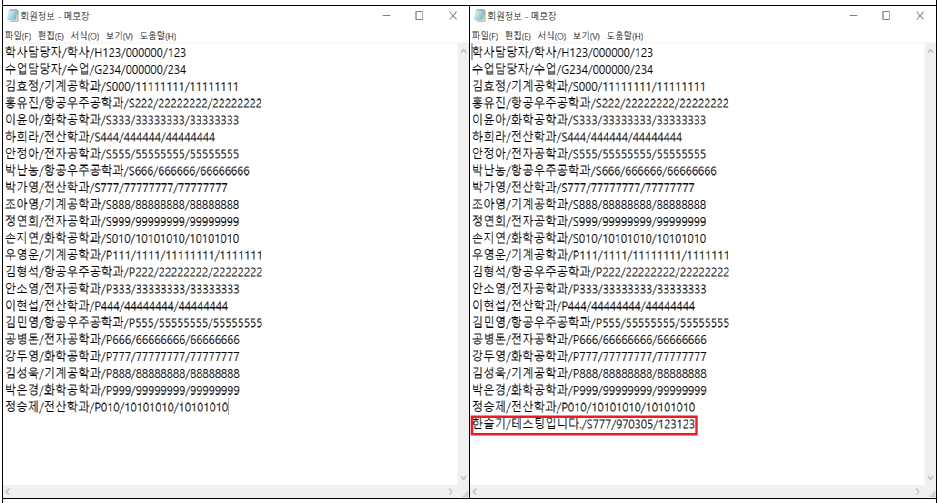 회원정보 - 메모장
파일(F) 편집(E) 서식(O) 보기(V) 도움말(H)
학사담당자/학사/H123/000000/123
수업담당자/수업/G234/000000/234
김효정/기계공학과/S000/11111111/11111111
홍유진/항공우주공학과/S222/22222222/22222222
이윤아/화학공학과/S333/33333333/33333333
하희라/전산학과/S444/444444/44444444
안정아/전자공학과/S555/55555555/55555555
박난농/항공우주공학과/S666/666666/66666666
박가영/전산학과/S777/77777777/77777777
조아영/기계공학과/S888/88888888/88888888
정연희/전자공학과/S999/99999999/99999999
손지연/화학공학과/S010/10101010/10101010
우영운/기계공학과/P111/1111/11111111/1111111
김형석/항공우주공학과/P222/22222222/22222222
안소영/전자공학과/P333/33333333/33333333
이현섭/전산학과/P444/44444444/44444444
김민영/항공우주공학과/P555/55555555/55555555
공병돈/전자공학과/P666/66666666/66666666
강두영/화학공학과/P777/77777777/77777777
김성욱/기계공학과/P888/88888888/88888888
박은경/화학공학과/P999/99999999/99999999
정승제/전산학과/P010/10101010/10101010
회원정보 - 메모장
파일(F) 편집(E) 서식(O) 보기(V) 도움말(H)
학사담당자/학사/H123/000000/123
수업담당자/수업/G234/000000/234
김효정/기계공학과/S000/11111111/11111111
홍유진/항공우주공학과/S222/22222222/22222222
이윤아/화학공학과/S333/33333333/33333333
하희라/전산학과/S444/444444/44444444
안정아/전자공학과/S555/55555555/55555555
박난농/항공우주공학과/S666/666666/66666666
박가영/전산학과/S777/77777777/77777777
조아영/기계공학과/S888/88888888/88888888
정연희/전자공학과/S999/99999999/99999999
손지연/화학공학과/S010/10101010/10101010
우영운/기계공학과/P111/1111/11111111/1111111
김형석/항공우주공학과/P222/22222222/22222222
안소영/전자공학과/P333/33333333/33333333
이현섭/전산학과/P444/44444444/44444444
김민영/항공우주공학과/P555/55555555/55555555
공병돈/전자공학과/P666/66666666/66666666
강두영/화학공학과/P777/77777777/77777777
김성욱/기계공학과/P888/88888888/88888888
박은경/화학공학과/P999/99999999/99999999
정승제/전산학과/P010/10101010/10101010
한슬기/테스팅입니다./S777/970305/123123